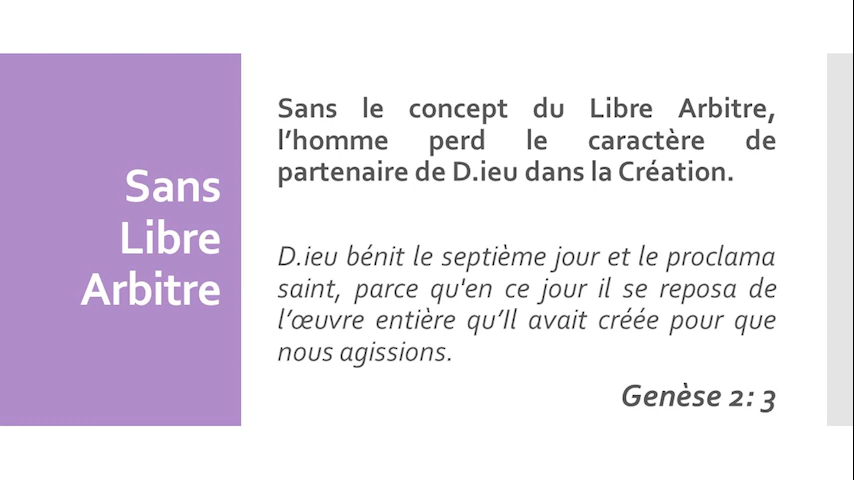 Sans
Libre
Arbitre
Sans le concept du Libre Arbitre,
l’homme perd le caractère de
partenaire de D.ieu dans la Création.
D.ieu bénit le septième jour et le proclama
saint, parce qu'en ce jour il se reposa de
l’œuvre entière qu’Il avait créée pour que
nous agissions.
Genèse 2: 3